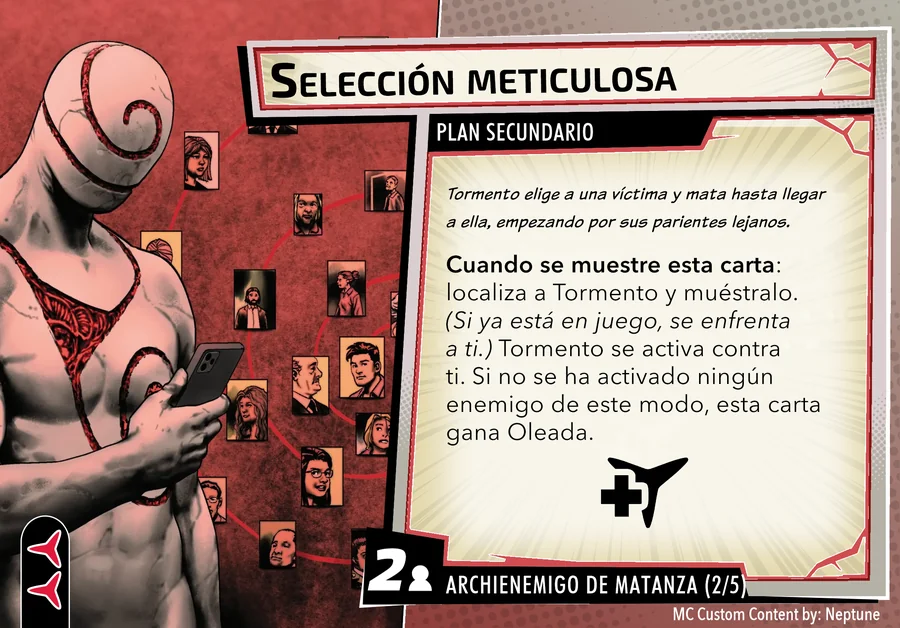 Selección meticulosa
PLAN SECUNDARIO
Tormento elige a una víctima y mata hasta llegar
a ella, empezando por sus parientes lejanos.
Cuando se muestre esta carta:
localiza a Tormento y muéstralo.
(Si ya está en juego, se enfrenta
a ti.) Tormento se activa contra
ti. Si no se ha activado ningún
enemigo de este modo, esta carta
gana Oleada.
2
ARCHIENEMIGO DE MATANZA (2/5)
MC Custom Content by: Neptune